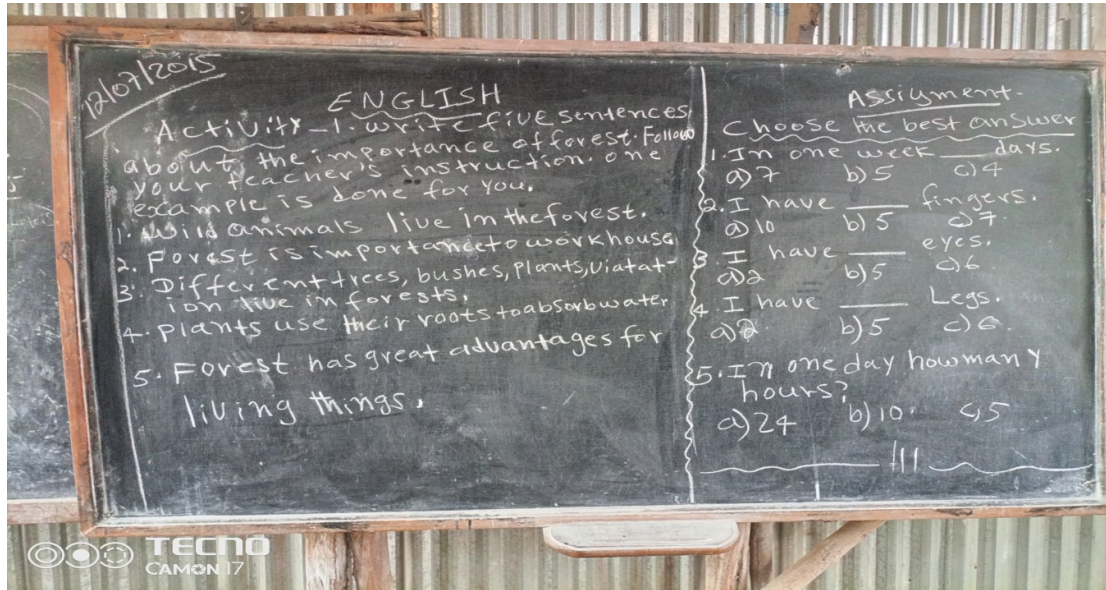 12/07/2015
ENGLISH
Activity-1. write five sentences
about the importance of forest. Follow
your teacher's instruction. one
example is done for you.
1. Wild animals live in the forest.
2. Forest is importance to work house
3. Different trees, bushes, Plants, Viatat-
ion live in forests.
4. Plants use their roots to absorb water
5. Forest has great advantages for
living things.
Assigment.
Choose the best answer
1. In one week ___ days.
a) 7 b) 5 c) 4
2. I have ____ fingers.
a) 10 b) 5 c) 7
3. I have ____ eyes.
a) 2 b) 5 c) 6
4. I have ____ Legs.
a) 2 b) 5 c) 6.
5. In one day how many
hours?
a) 24 b) 10. c) 5
TECNO
CAMON 17